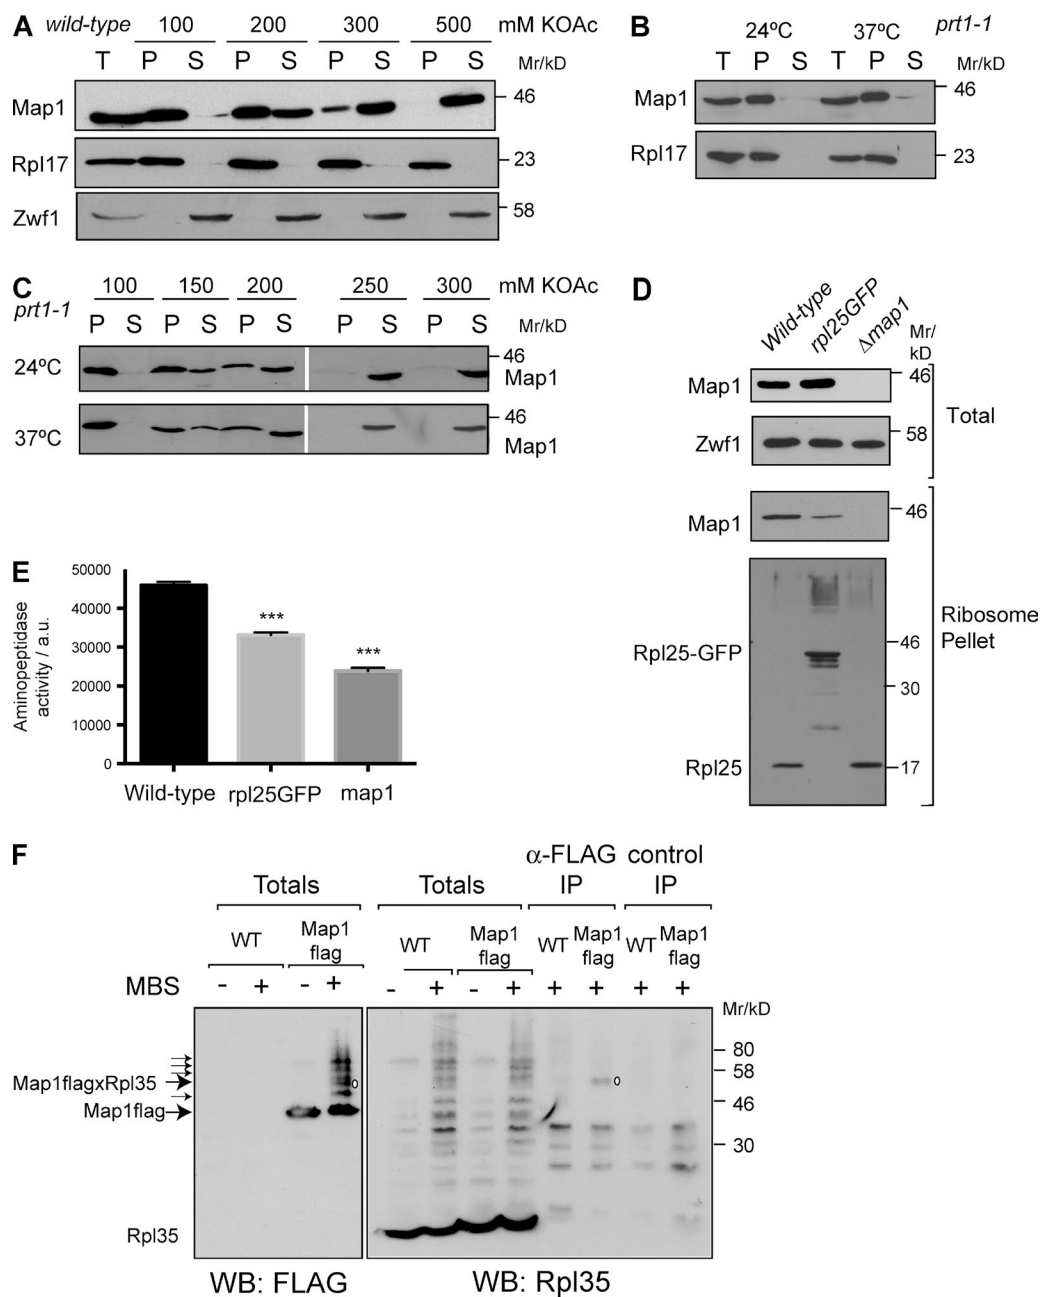 A
wild-type 100 200 300 500 mM KOAc
T P S P S P S P S Mr/kD
Map1 46
Rpl17 23
Zwf1 58
B
24ºC 37ºC prt1-1
T P S T P S Mr/kD
Map1 46
Rpl17 23
C
100 150 200 250 300 mM KOAc
prt1-1
P S P S P S P S P S Mr/kD
24ºC 46
Map1
37ºC 46
Map1
D
Wild-type rpl25GFP Δmap1 Mr/
kD
Map1 46
Total
Zwf1 58
Map1 46
Ribosome
Pellet
Rpl25-GFP 46
30
Rpl25 17
E
Aminopeptidase
activity / a.u.
50000
40000
30000
20000
10000
0
*** ***
Wild-type rpl25GFP map1
F
α-FLAG control
Totals Totals IP IP
WT Map1
flag
WT Map1
flag
WT Map1
flag
WT Map1
flag
MBS - + - + - + - + + + + +
Mr/kD
80
58
Map1flagxRpl35
46
Map1flag
30
Rpl35
WB: FLAG WB: Rpl35